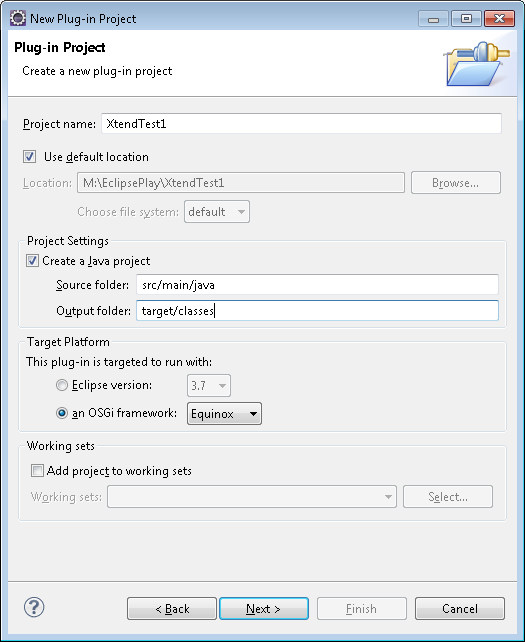 New Plug-in Project
Plug-in Project
Create a new plug-in project
Project name: XtendTest1
Use default location
Location: M:\EclipsePlay\XtendTest1 Browse...
Choose file system: default
Project Settings
Create a Java project
Source folder: src/main/java
Output folder: target/classes
Target Platform
This plug-in is targeted to run with:
Eclipse version: 3.7
an OSGi framework: Equinox
Working sets
Add project to working sets
Working sets: Select...
? < Back Next > Finish Cancel